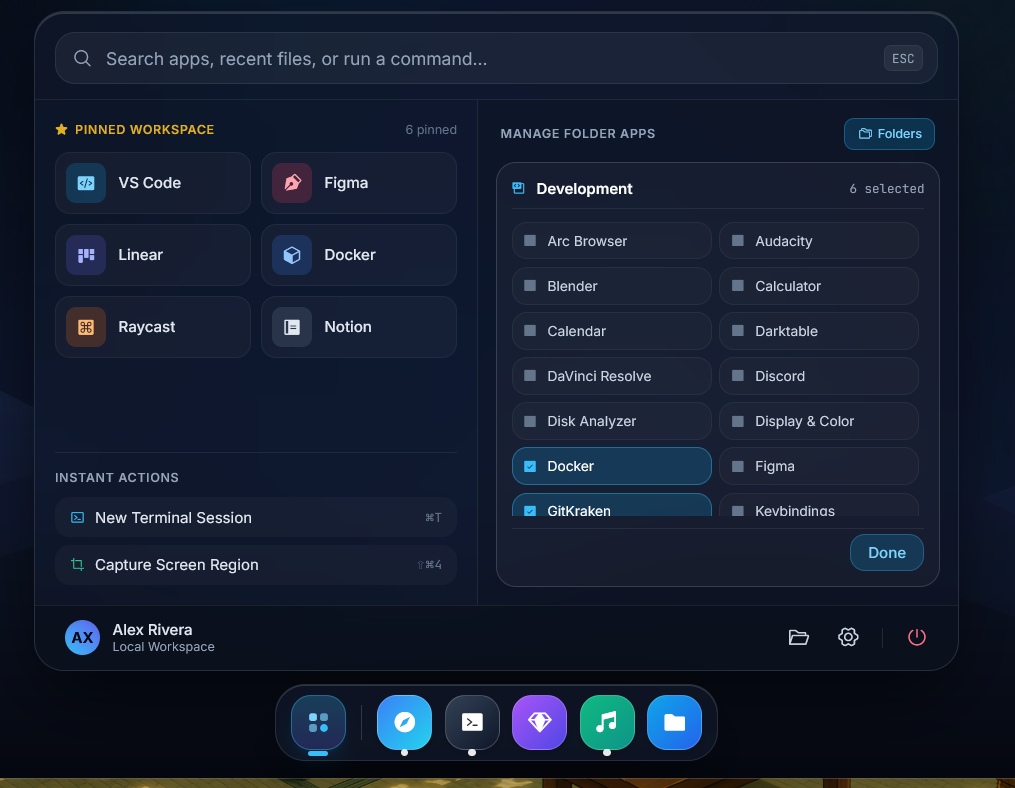 Search apps, recent files, or run a command...
ESC
PINNED WORKSPACE
6 pinned
VS Code
Figma
Linear
Docker
Raycast
Notion
INSTANT ACTIONS
New Terminal Session
⌘T
Capture Screen Region
⇧⌘4
MANAGE FOLDER APPS
Folders
Development
6 selected
Arc Browser
Audacity
Blender
Calculator
Calendar
Darktable
DaVinci Resolve
Discord
Disk Analyzer
Display & Color
Docker
Figma
GitKraken
Keybindings
Done
AX
Alex Rivera
Local Workspace